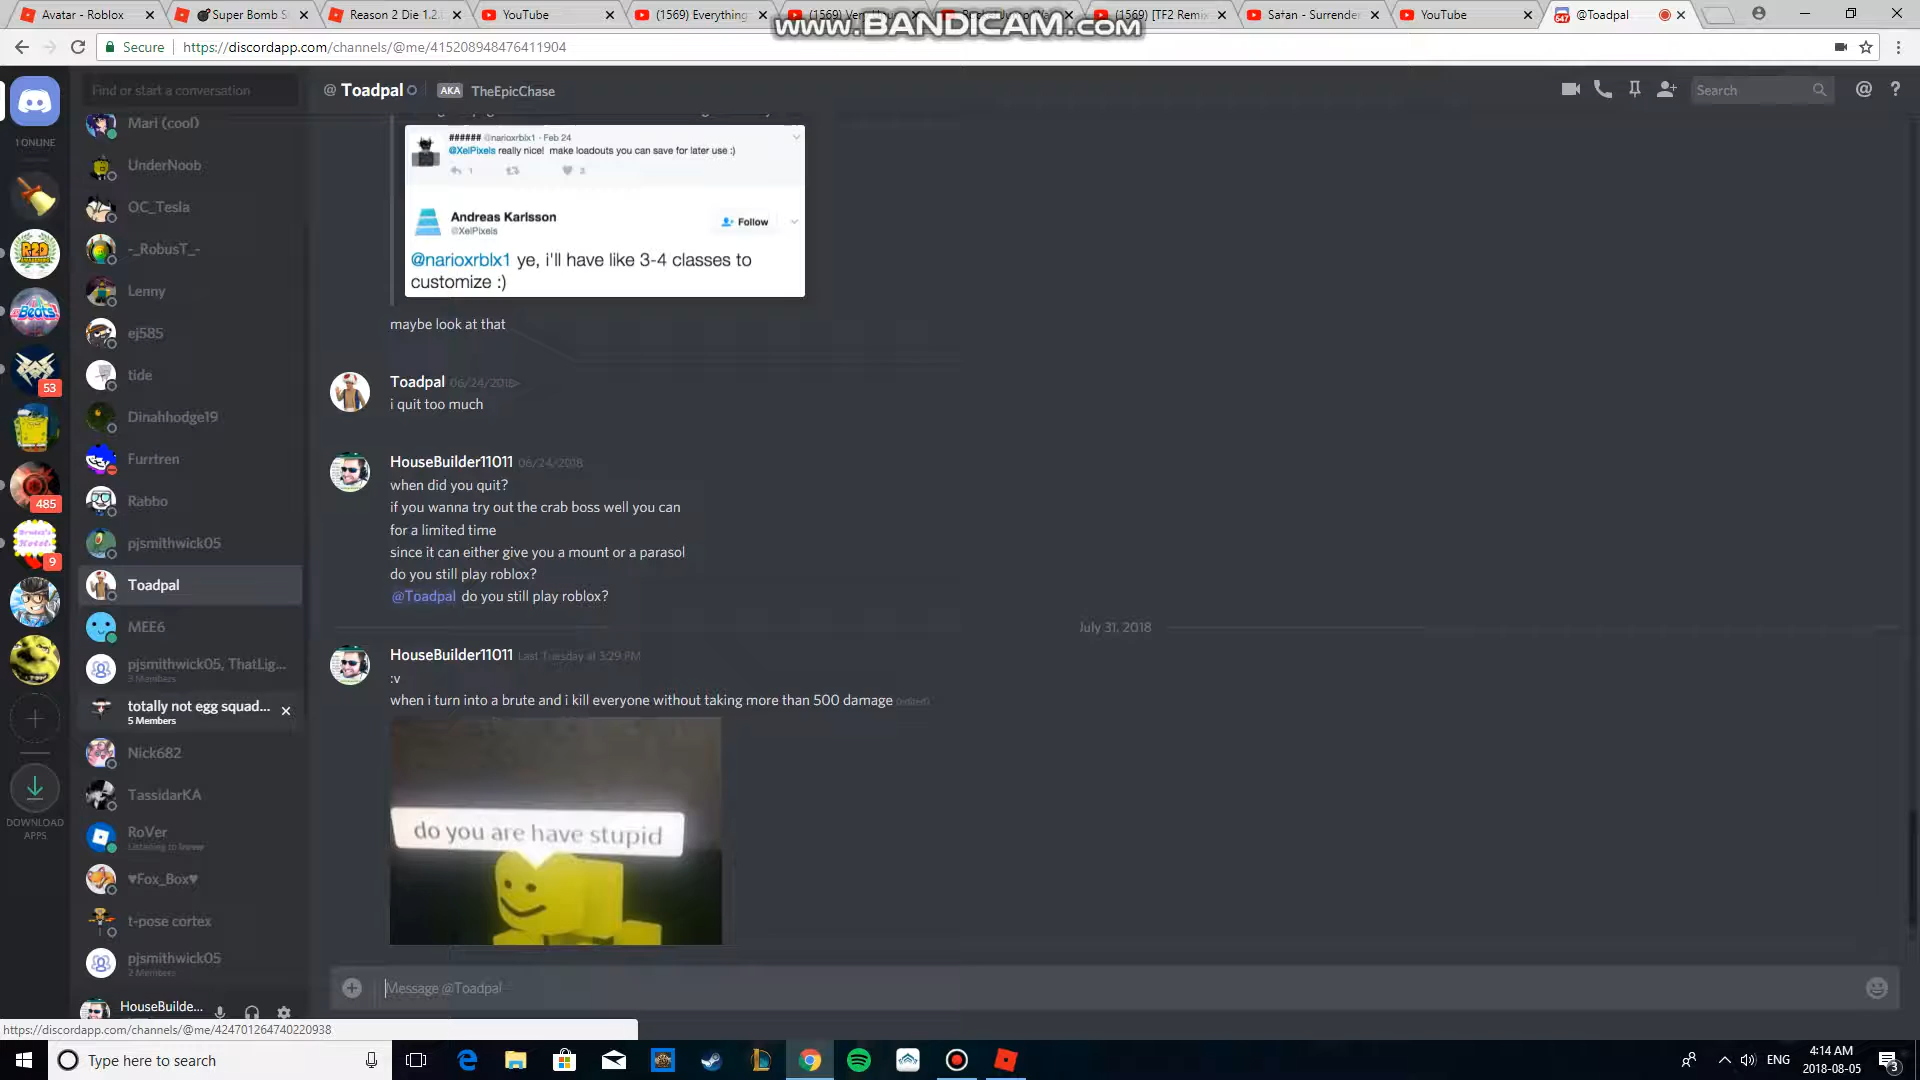 Avatar - Roblox
Super Bomb S
Reason 2 Die 1.2.
YouTube
(1569) Everything
(1569)
(1569) [TF2 Remix
Satan - Surrender
YouTube
@Toadpal
www.BANDICAM.com
Secure
https://discordapp.com/channels/@me/415208948476411904
Find or start a conversation
@ Toadpal
AKA TheEpicChase
Search
1 ONLINE
Mari (cool)
UnderNoob
OC_Tesla
-_RobusT_-
Lenny
ej585
tide
Dinahhodge19
Furrtren
Rabbo
pjsmithwick05
Toadpal
MEE6
pjsmithwick05, ThatLig...
3 Members
totally not egg squad...
5 Members
Nick682
TassidarKA
RoVer
♥Fox_Box♥
t-pose cortex
pjsmithwick05
2 Members
HouseBuilde...
R2D
Beats
53
485
9
DOWNLOAD
APPS
###### @narioxrblx1 - Feb 24
@XelPixels really nice! make loadouts you can save for later use :)
1
2
Andreas Karlsson
@XelPixels
Follow
@narioxrblx1 ye, i'll have like 3-4 classes to
customize :)
maybe look at that
Toadpal 06/24/2018
i quit too much
HouseBuilder11011 06/24/2018
when did you quit?
if you wanna try out the crab boss well you can
for a limited time
since it can either give you a mount or a parasol
do you still play roblox?
@Toadpal do you still play roblox?
July 31, 2018
HouseBuilder11011 Last Tuesday at 3:29 PM
:v
when i turn into a brute and i kill everyone without taking more than 500 damage (edited)
do you are have stupid
Message @Toadpal
https://discordapp.com/channels/@me/424701264740220938
Type here to search
ENG
4:14 AM
2018-08-05
3